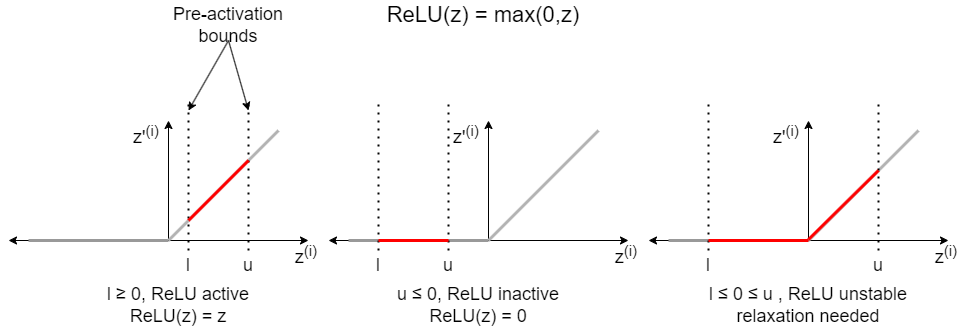 Pre-activation
bounds
ReLU(z) = max(0,z)
z'(i)
z(i)
l
u
l ≥ 0, ReLU active
ReLU(z) = z
z'(i)
z(i)
l
u
u ≤ 0, ReLU inactive
ReLU(z) = 0
z'(i)
z(i)
l
u
l ≤ 0 ≤ u , ReLU unstable
relaxation needed